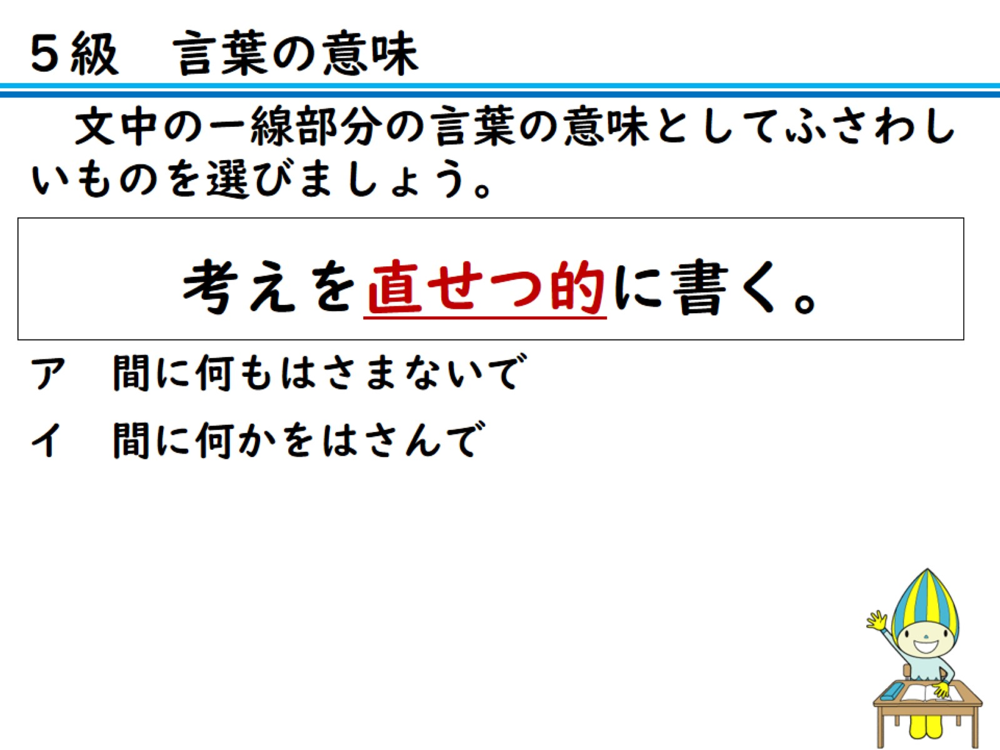 ５級　言葉の意味
文中の―線部分の言葉の意味としてふさわし
いものを選びましょう。
考えを直せつ的に書く。
ア　間に何もはさまないで
イ　間に何かをはさんで